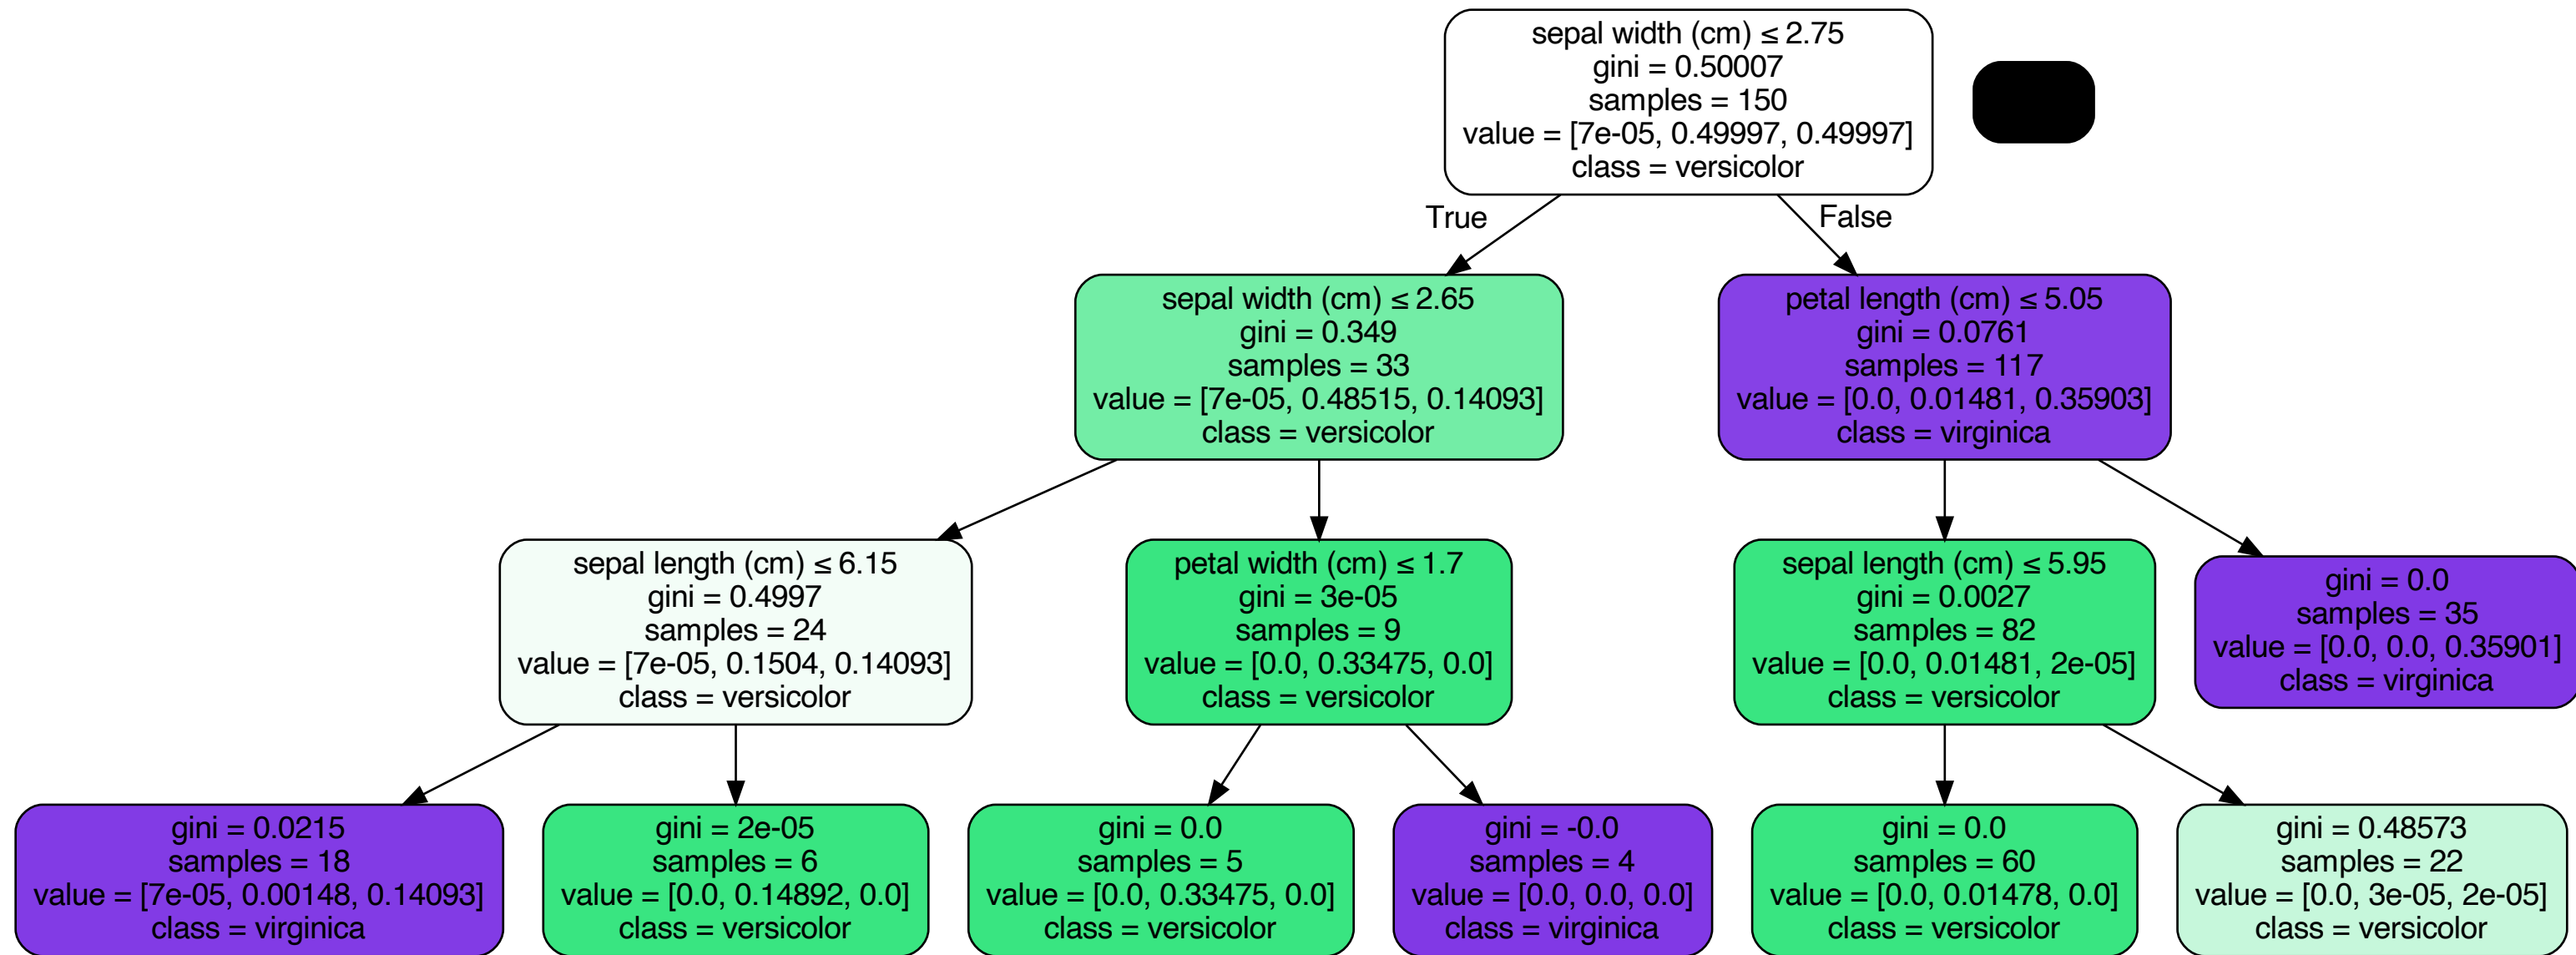 sepal width (cm) ≤ 2.75
gini = 0.50007
samples = 150
value = [7e-05, 0.49997, 0.49997]
class = versicolor
True
False
sepal width (cm) ≤ 2.65
gini = 0.349
samples = 33
value = [7e-05, 0.48515, 0.14093]
class = versicolor
petal length (cm) ≤ 5.05
gini = 0.0761
samples = 117
value = [0.0, 0.01481, 0.35903]
class = virginica
sepal length (cm) ≤ 6.15
gini = 0.4997
samples = 24
value = [7e-05, 0.1504, 0.14093]
class = versicolor
petal width (cm) ≤ 1.7
gini = 3e-05
samples = 9
value = [0.0, 0.33475, 0.0]
class = versicolor
sepal length (cm) ≤ 5.95
gini = 0.0027
samples = 82
value = [0.0, 0.01481, 2e-05]
class = versicolor
gini = 0.0
samples = 35
value = [0.0, 0.0, 0.35901]
class = virginica
gini = 0.0215
samples = 18
value = [7e-05, 0.00148, 0.14093]
class = virginica
gini = 2e-05
samples = 6
value = [0.0, 0.14892, 0.0]
class = versicolor
gini = 0.0
samples = 5
value = [0.0, 0.33475, 0.0]
class = versicolor
gini = -0.0
samples = 4
value = [0.0, 0.0, 0.0]
class = virginica
gini = 0.0
samples = 60
value = [0.0, 0.01478, 0.0]
class = versicolor
gini = 0.48573
samples = 22
value = [0.0, 3e-05, 2e-05]
class = versicolor